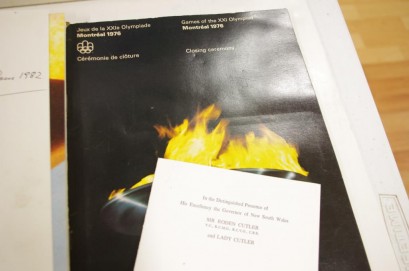 Jeux de la XXIe Olympiade
Montréal 1976
Cérémonie de clôture
Games of the XXI Olympiad
Montréal 1976
Closing ceremony
1982
In the Distinguished Presence of
His Excellency the Governor of New South Wales
SIR RODEN CUTLER
and LADY CUTLER